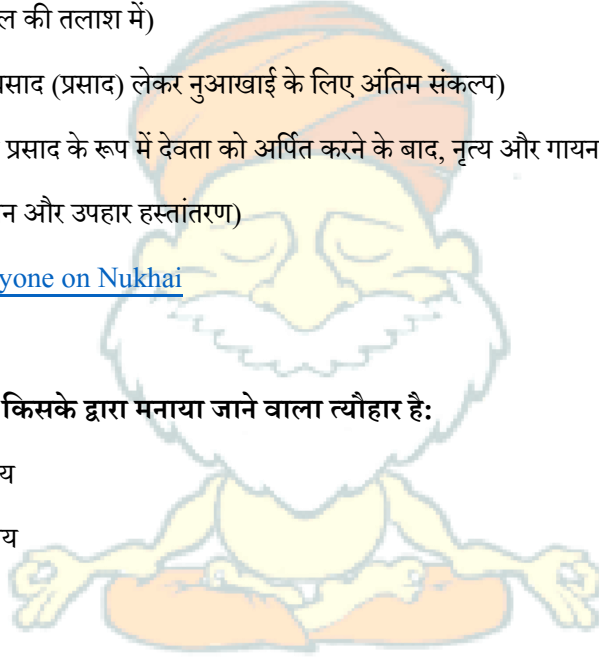 ल की तलाश में)
साद (प्रसाद) लेकर नुआखाई के लिए अंतिम संकल्प)
प्रसाद के रूप में देवता को अर्पित करने के बाद, नृत्य और गायन
न और उपहार हस्तांतरण)
yone on Nukhai
किसके द्वारा मनाया जाने वाला त्यौहार है:
य
य